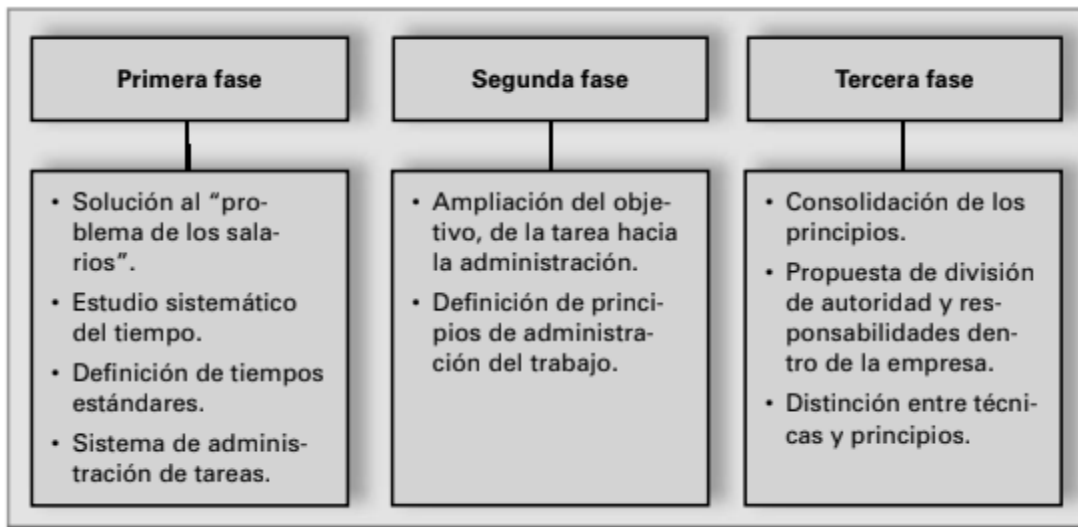 Primera fase
• Solución al “pro-
blema de los sala-
rios”.
• Estudio sistemático
del tiempo.
• Definición de tiempos
estándares.
• Sistema de adminis-
tración de tareas.
Segunda fase
• Ampliación del obje-
tivo, de la tarea hacia
la administración.
• Definición de princi-
pios de administra-
ción del trabajo.
Tercera fase
• Consolidación de los
principios.
• Propuesta de división
de autoridad y res-
ponsabilidades den-
tro de la empresa.
• Distinción entre técni-
cas y principios.